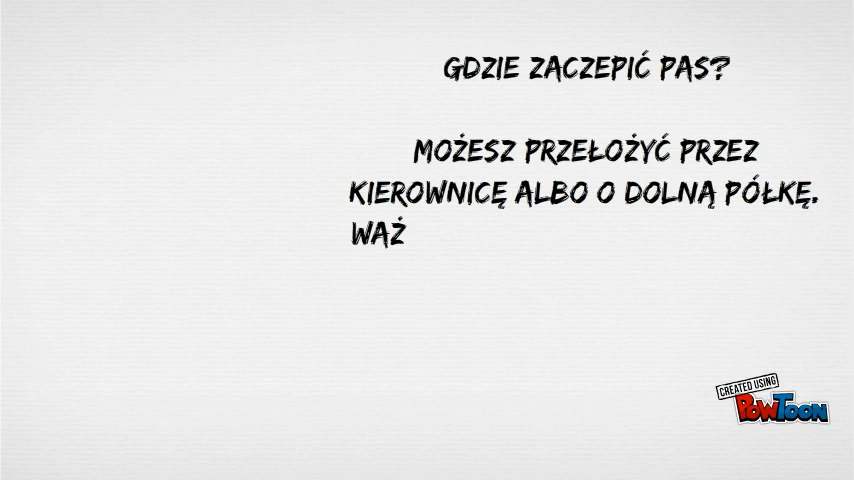 GDZIE ZACZEPIĆ PAS?
MOŻESZ PRZEŁOŻYĆ PRZEZ
KIEROWNICĘ ALBO O DOLNĄ PÓŁKĘ.
WAŻ
CREATED USING
POWTOON